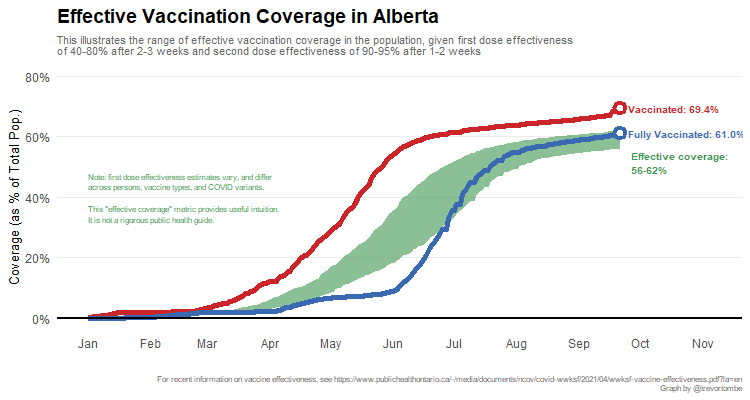 Effective Vaccination Coverage in Alberta
This illustrates the range of effective vaccination coverage in the population, given first dose effectiveness
of 40-80% after 2-3 weeks and second dose effectiveness of 90-95% after 1-2 weeks
Coverage (as % of Total Pop.)
80%
60%
40%
20%
0%
Vaccinated: 69.4%
Fully Vaccinated: 61.0%
Effective coverage:
56-62%
Note: first dose effectiveness estimates vary, and differ
across persons, vaccine types, and COVID variants.
This "effective coverage" metric provides useful intuition.
It is not a rigorous public health guide.
Jan Feb Mar Apr May Jun Jul Aug Sep Oct Nov
For recent information on vaccine effectiveness, see https://www.publichealthontario.ca/-/media/documents/ncov/covid-wwksf/2021/04/wwksf-vaccine-effectiveness.pdf?la=en
Graph by @trevortombe